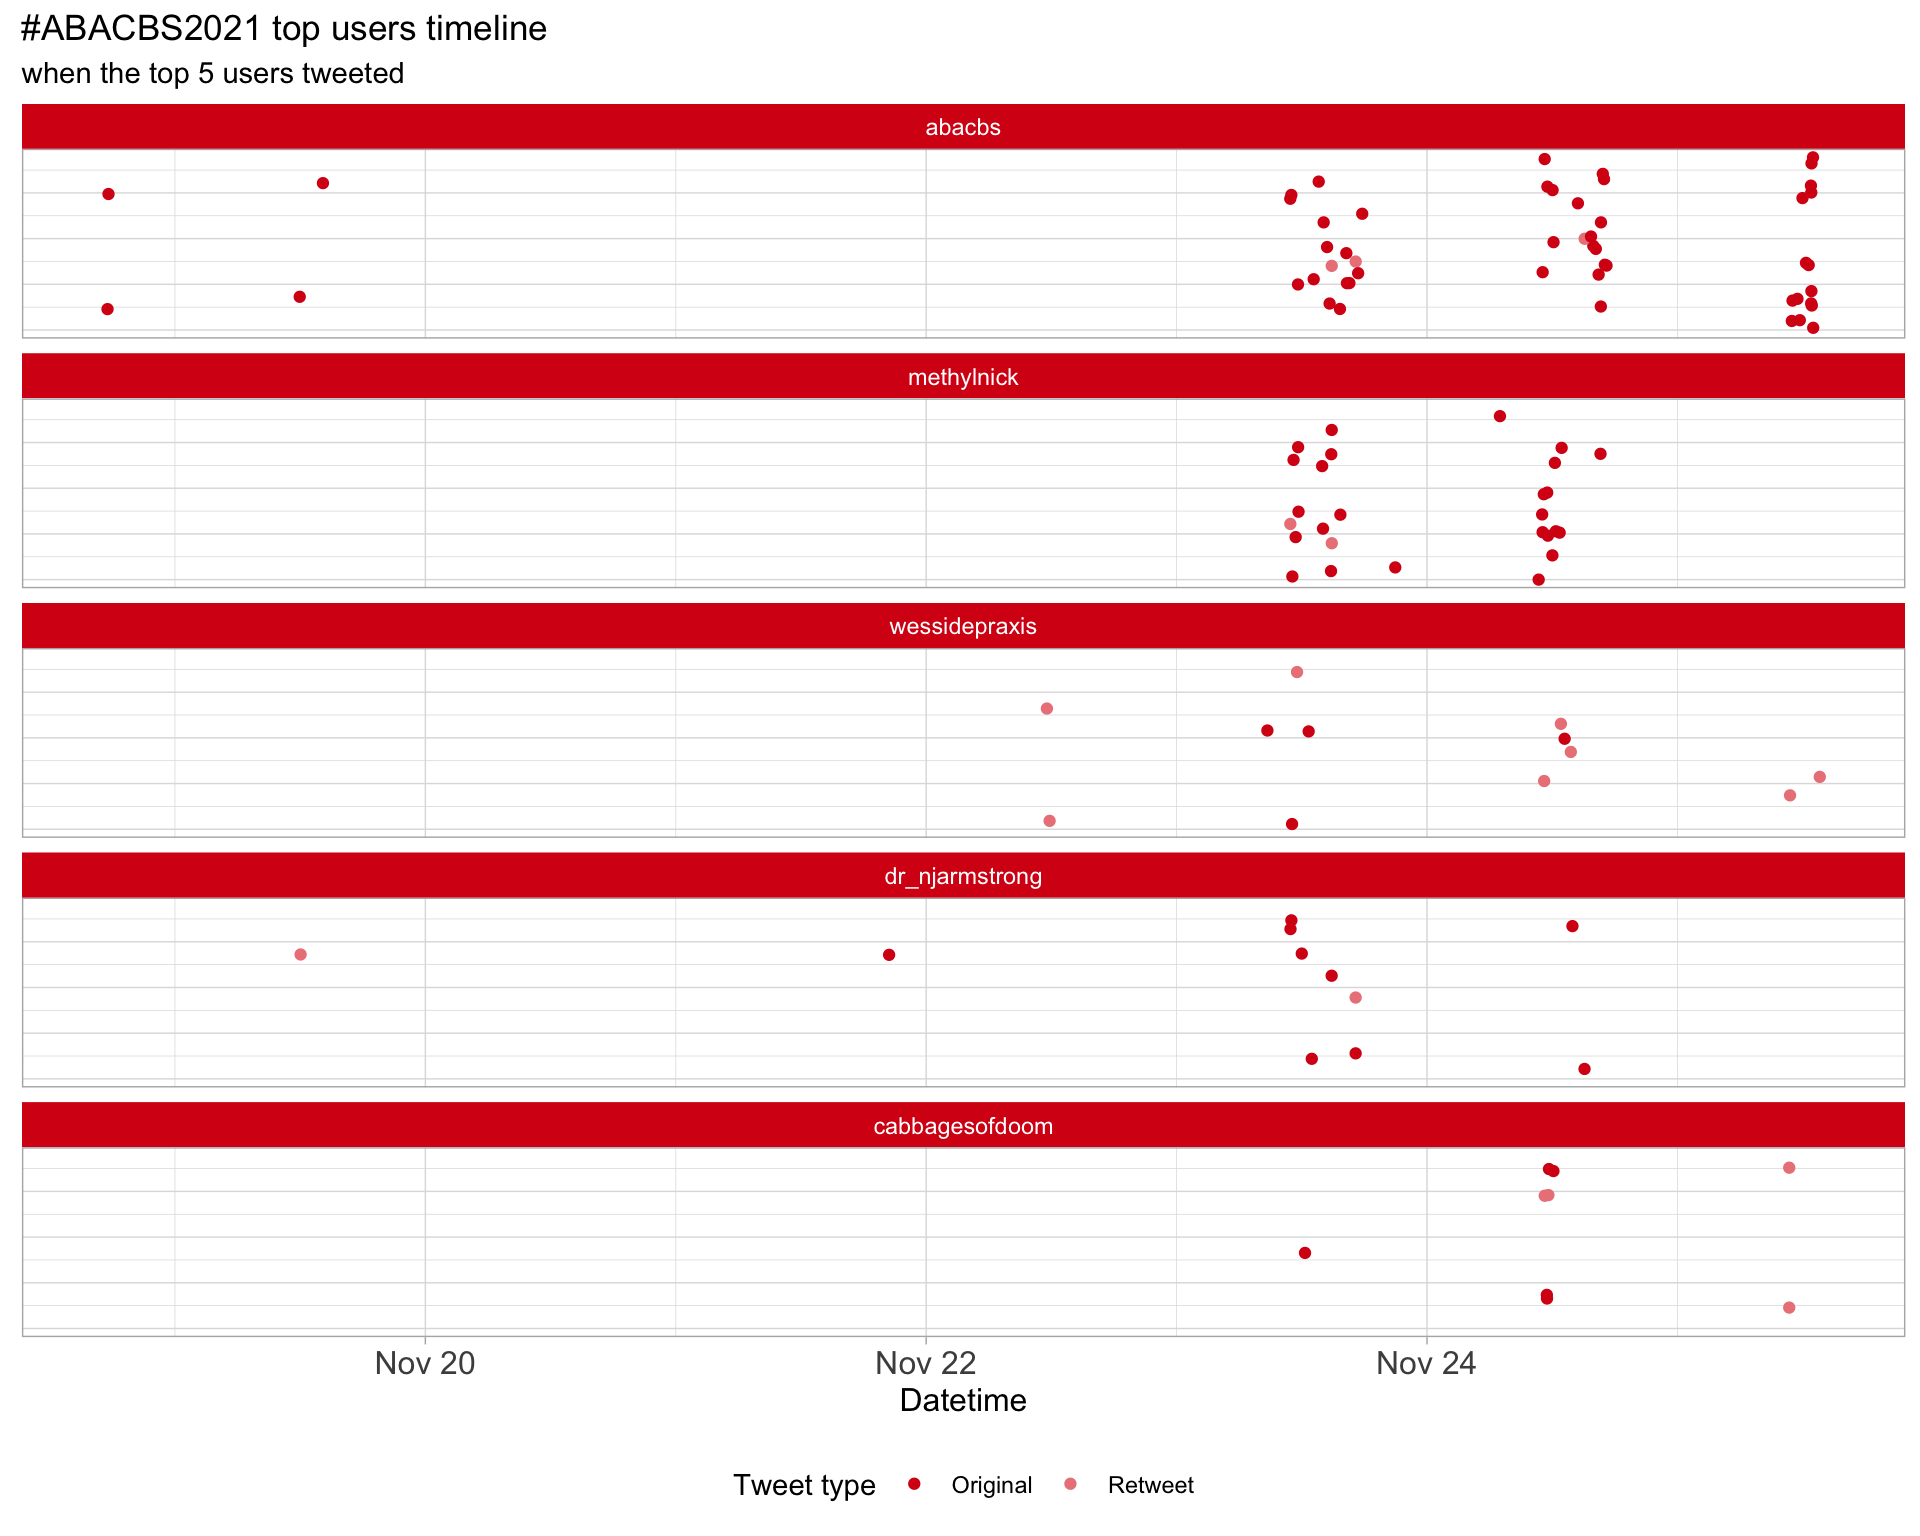 #ABACBS2021 top users timeline
when the top 5 users tweeted
abacbs
methylnick
wessidepraxis
dr_njarmstrong
cabbagesofdoom
Nov 20 Nov 22 Nov 24
Datetime
Tweet type Original Retweet